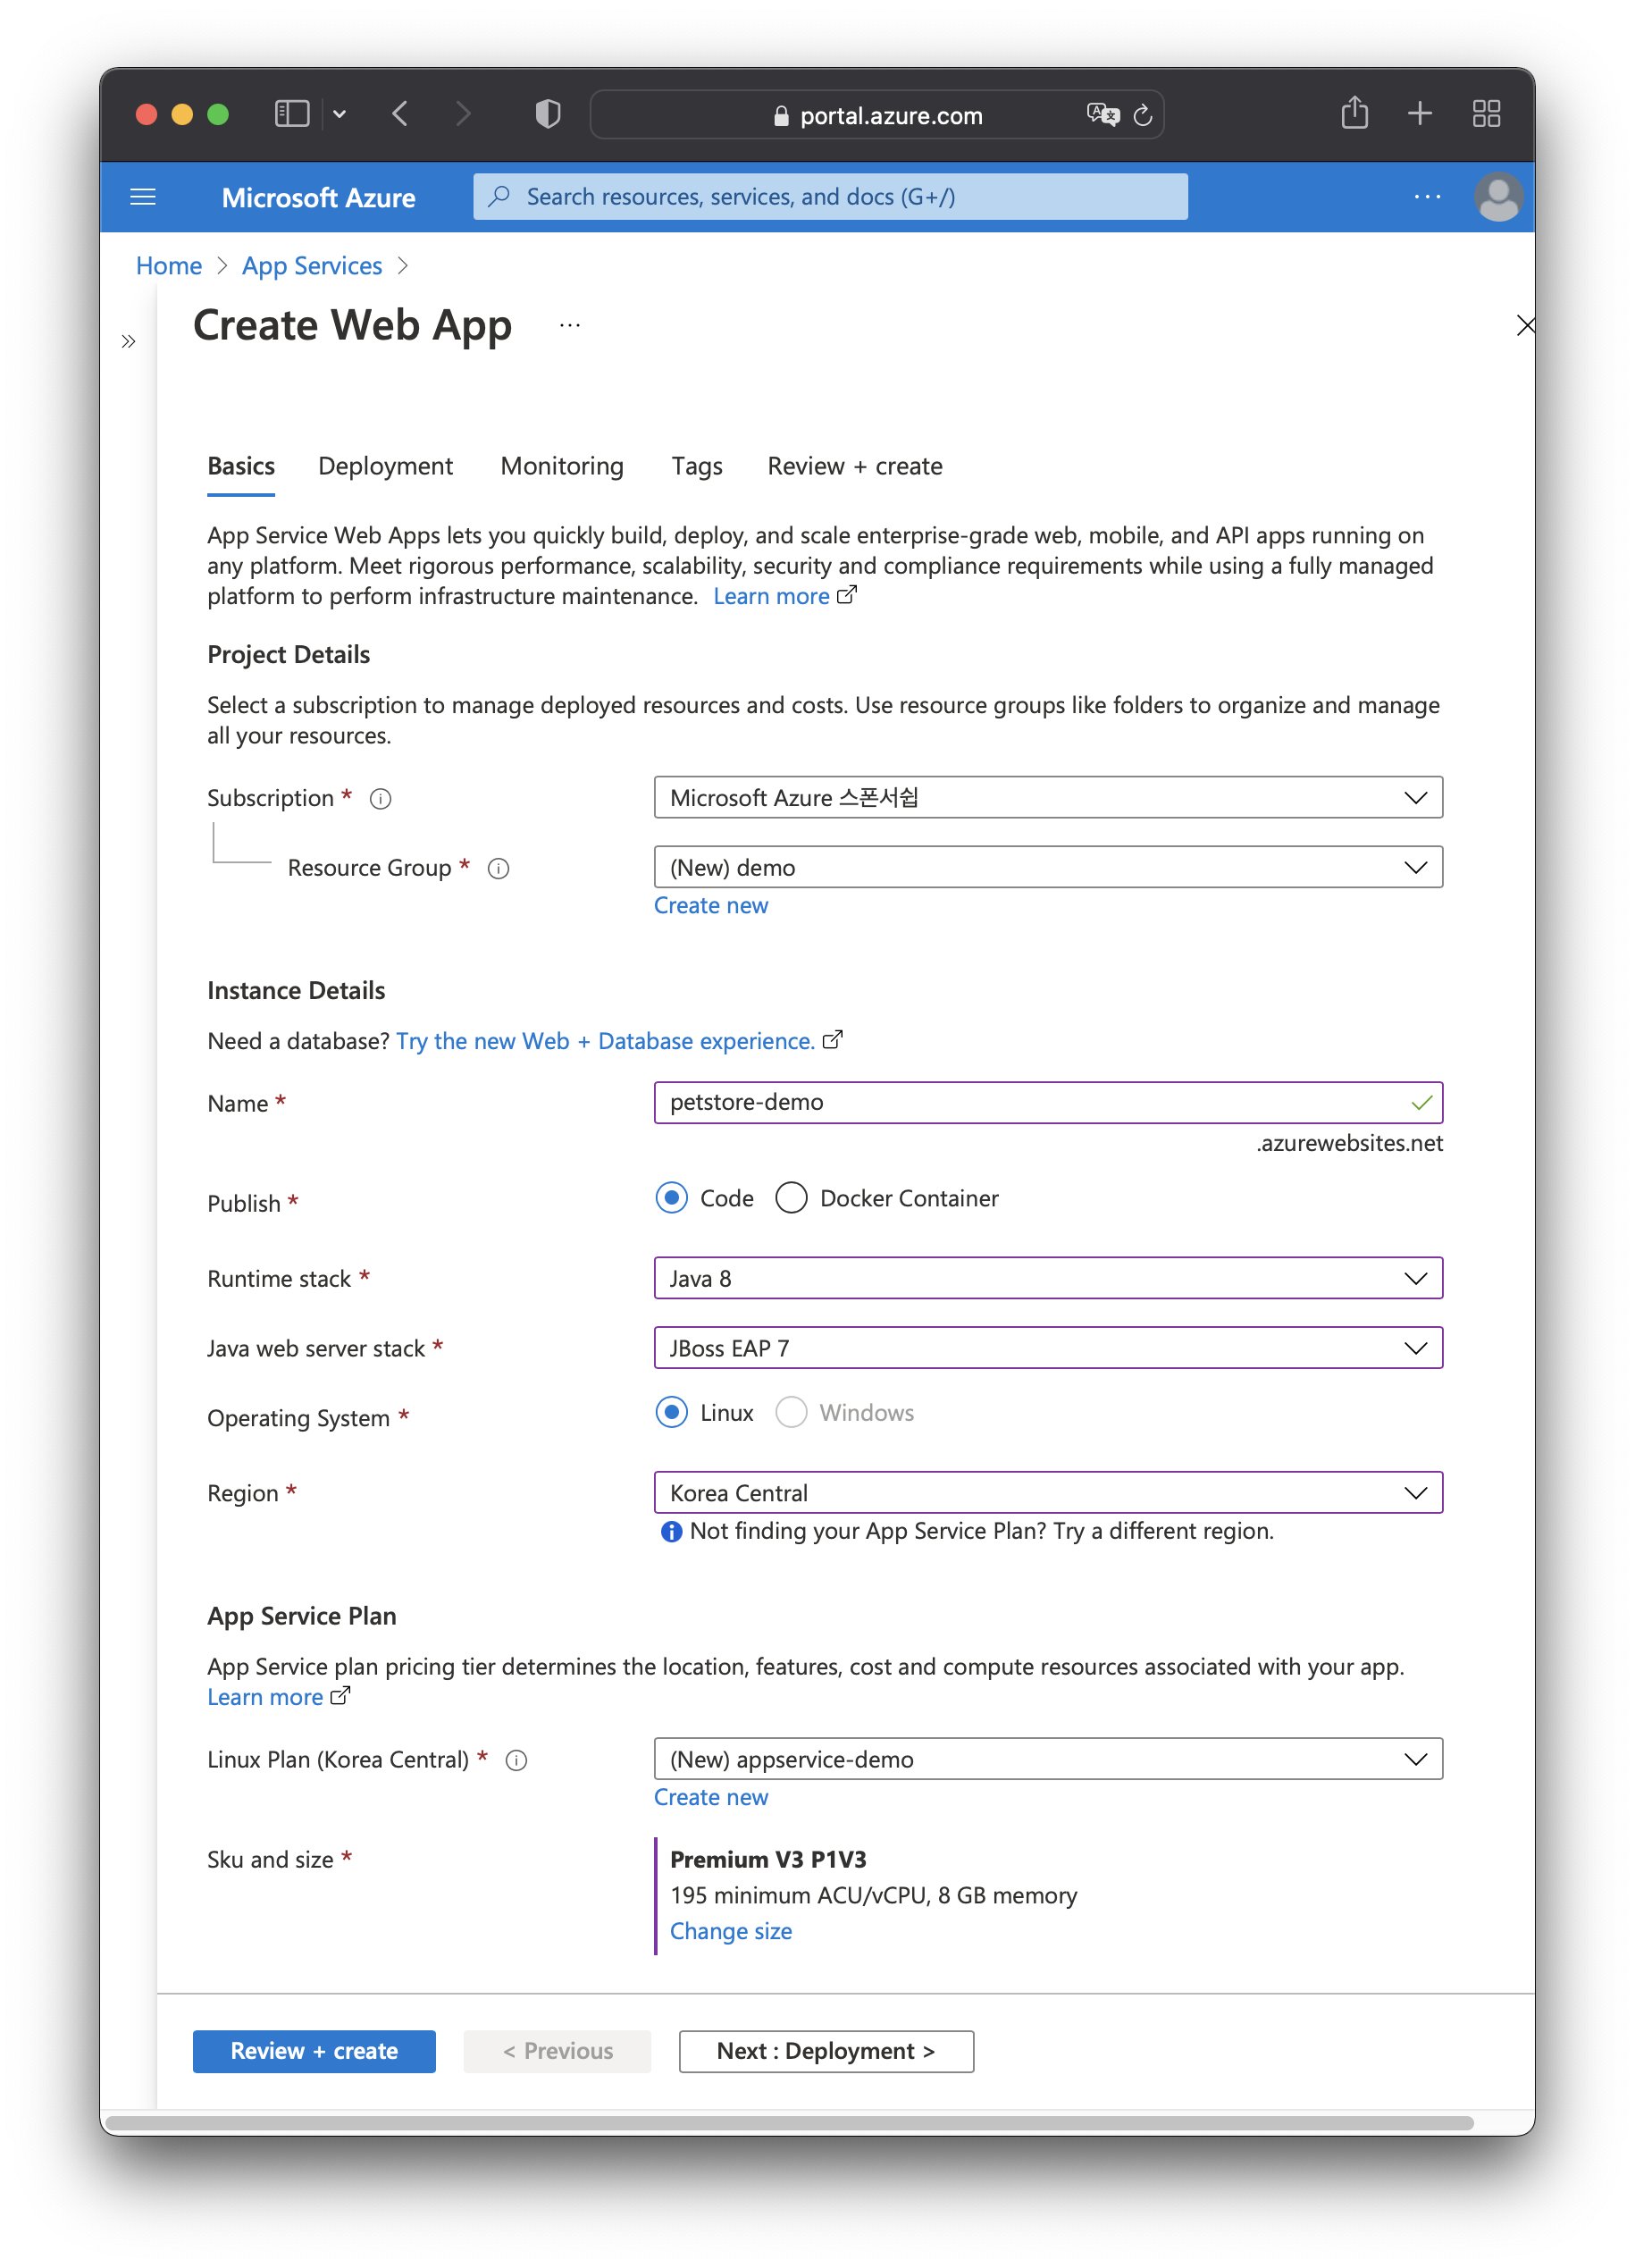 portal.azure.com
Microsoft Azure
Search resources, services, and docs (G+/)
Home
App Services
Create Web App
Basics
Deployment
Monitoring
Tags
Review + create
App Service Web Apps lets you quickly build, deploy, and scale enterprise-grade web, mobile, and API apps running on
any platform. Meet rigorous performance, scalability, security and compliance requirements while using a fully managed
platform to perform infrastructure maintenance. Learn more
Project Details
Select a subscription to manage deployed resources and costs. Use resource groups like folders to organize and manage
all your resources.
Subscription *
Microsoft Azure 스폰서쉽
Resource Group *
(New) demo
Create new
Instance Details
Need a database? Try the new Web + Database experience.
Name *
petstore-demo
.azurewebsites.net
Publish *
Code
Docker Container
Runtime stack *
Java 8
Java web server stack *
JBoss EAP 7
Operating System *
Linux
Windows
Region *
Korea Central
Not finding your App Service Plan? Try a different region.
App Service Plan
App Service plan pricing tier determines the location, features, cost and compute resources associated with your app.
Learn more
Linux Plan (Korea Central) *
(New) appservice-demo
Create new
Sku and size *
Premium V3 P1V3
195 minimum ACU/vCPU, 8 GB memory
Change size
Review + create
< Previous
Next : Deployment >